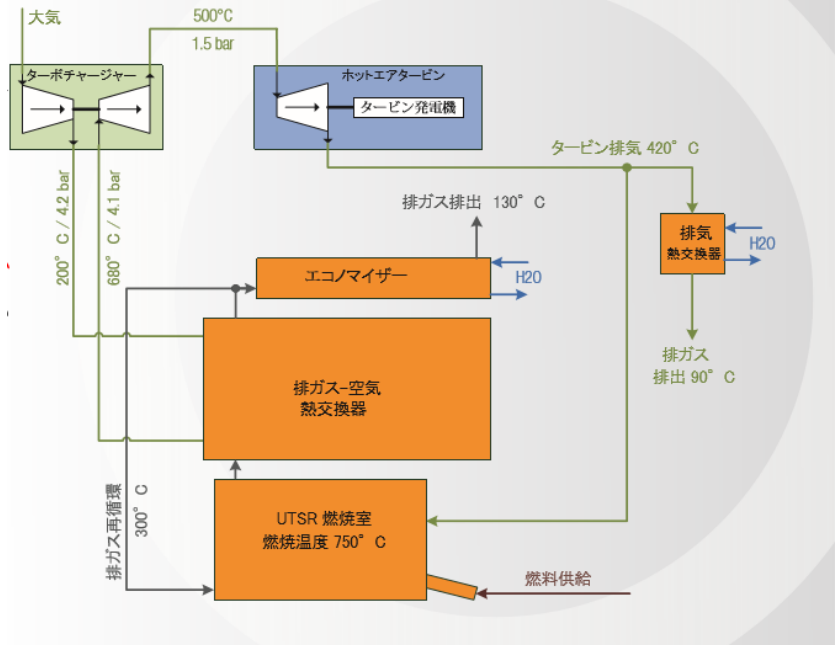 大気
500°C
1.5 bar
ターボチャージャー
ホットエアタービン
タービン発電機
タービン排気 420° C
200° C / 4.2 bar
680° C / 4.1 bar
排ガス排出 130° C
排気
熱交換器
H2O
エコノマイザー
H2O
排ガス
排出 90° C
排ガス-空気
熱交換器
排ガス再循環
300° C
UTSR 燃焼室
燃焼温度 750° C
燃料供給